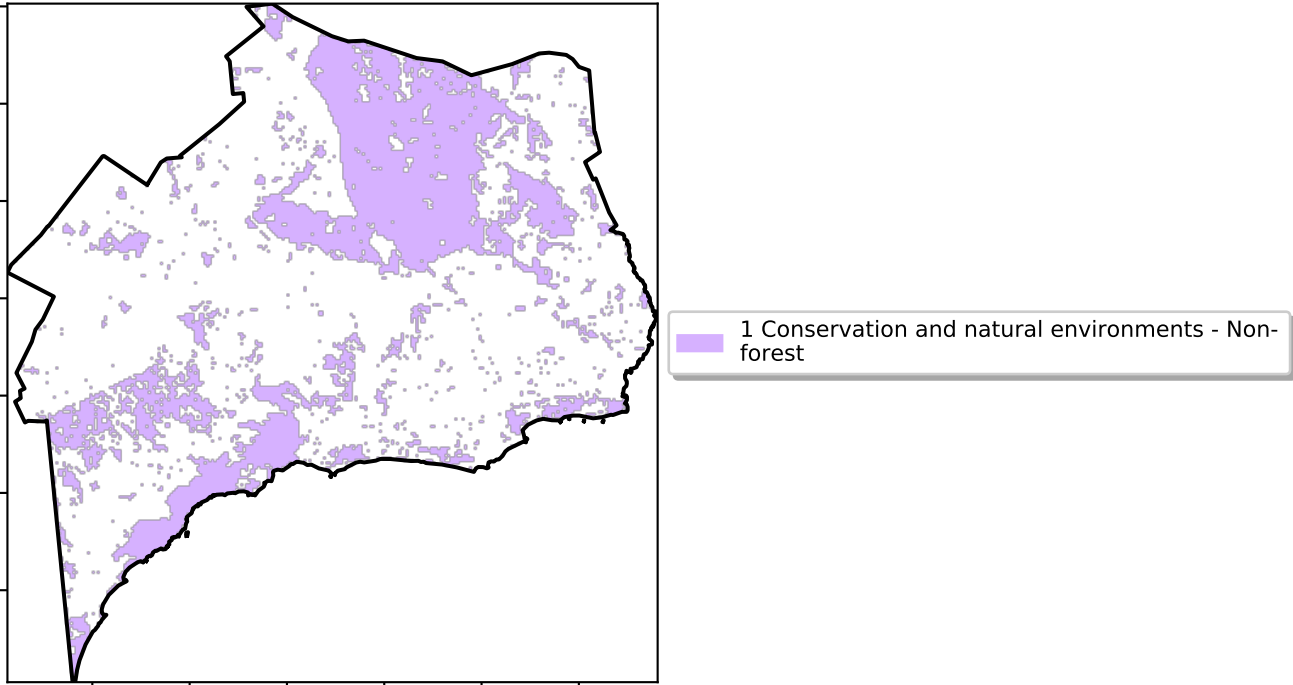 1 Conservation and natural environments - Non-
forest